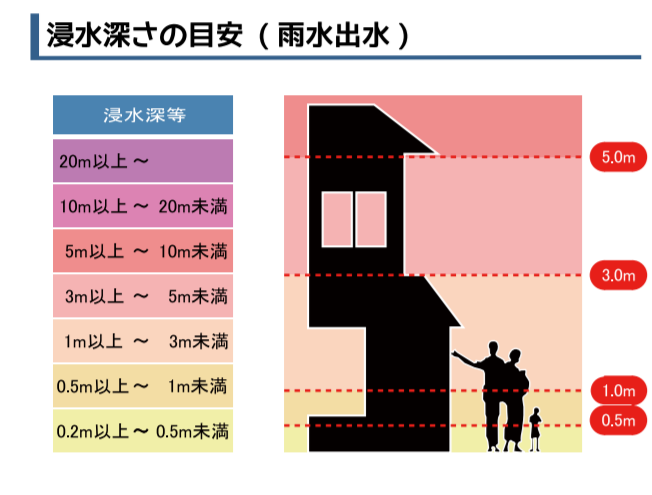 浸水深さの目安（雨水出水）
浸水深等
20m以上～
10m以上～ 20m未満
5m以上～ 10m未満
3m以上～ 5m未満
1m以上～ 3m未満
0.5m以上～ 1m未満
0.2m以上～0.5m未満
5.0m
3.0m
1.0m
0.5m